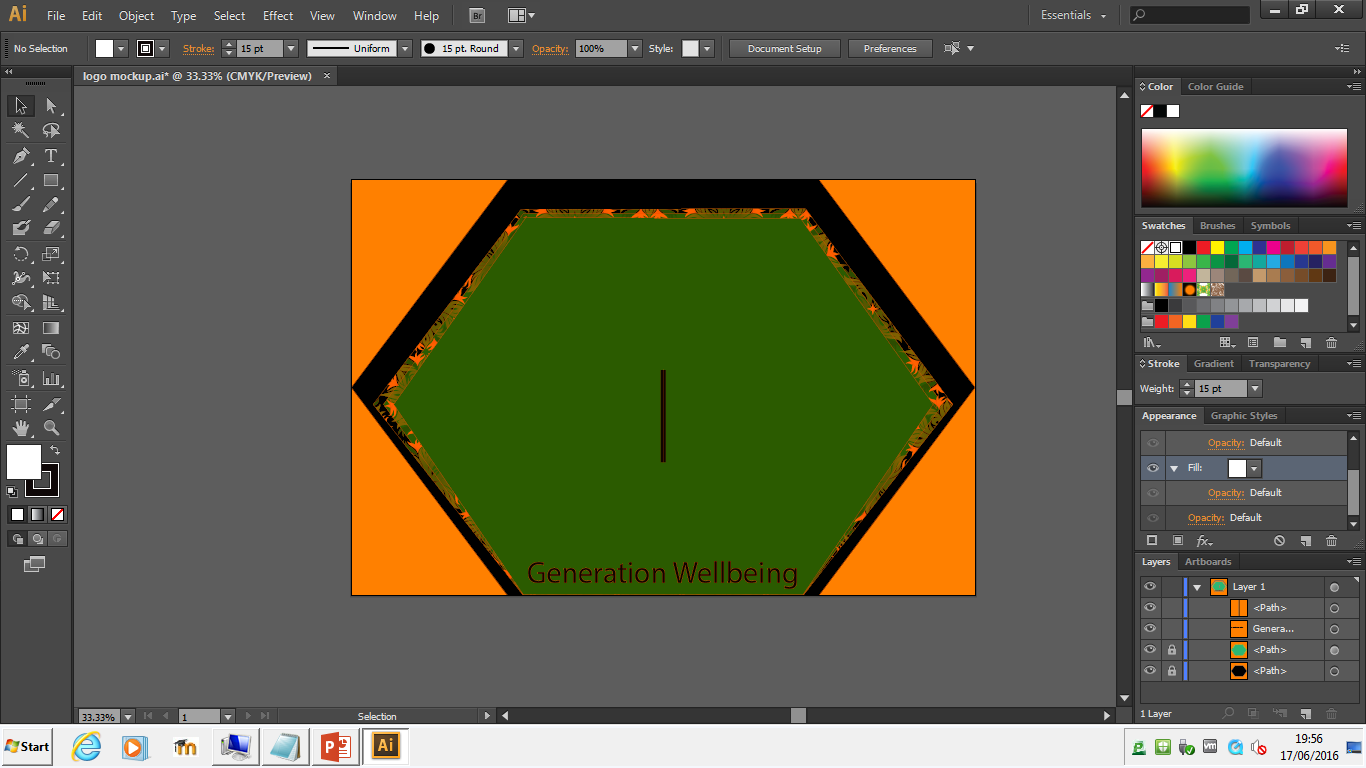 Ai File Edit Object Type Select Effect View Window Help Br Essentials
No Selection Stroke: 15 pt Uniform 15 pt. Round Opacity: 100% Style: Document Setup Preferences
logo mockup.ai* @ 33.33% (CMYK/Preview) ×
Color Color Guide
Swatches Brushes Symbols
Stroke Gradient Transparency
Weight: 15 pt
Appearance Graphic Styles
Opacity: Default
Fill:
Opacity: Default
Opacity: Default
Generation Wellbeing
Layers Artboards
Layer 1
<Path>
Genera...
<Path>
<Path>
1 Layer
33.33% 1 Selection
Start Ai
19:56
17/06/2016